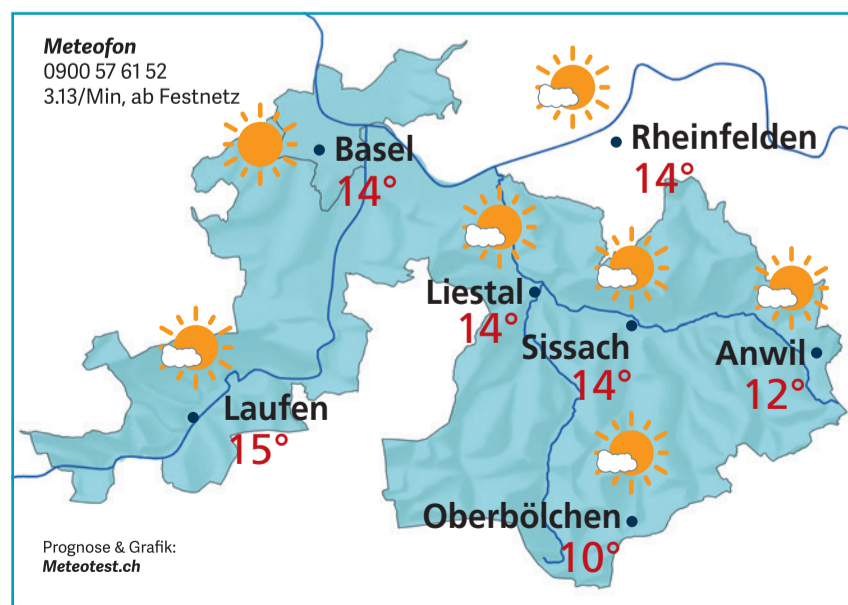 Meteofon
0900 57 61 52
3.13/Min, ab Festnetz
Rheinfelden
14°
Basel
14°
Liestal
14°
Sissach
14°
Anwil
12°
Laufen
15°
Oberbölchen
10°
Prognose & Grafik:
Meteotest.ch